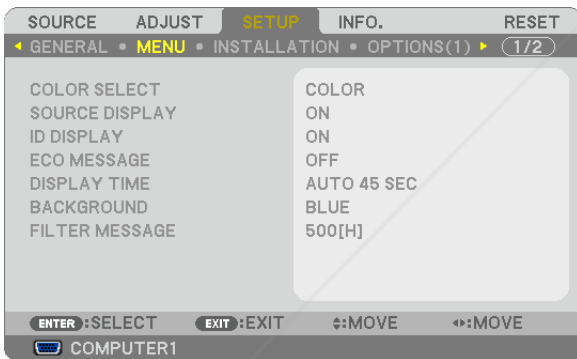 SOURCE ADJUST SETUP INFO. RESET
GENERAL • MENU • INSTALLATION • OPTIONS(1) 1/2
COLOR SELECT COLOR
SOURCE DISPLAY ON
ID DISPLAY ON
ECO MESSAGE OFF
DISPLAY TIME AUTO 45 SEC
BACKGROUND BLUE
FILTER MESSAGE 500[H]
ENTER :SELECT EXIT :EXIT :MOVE :MOVE
COMPUTER1